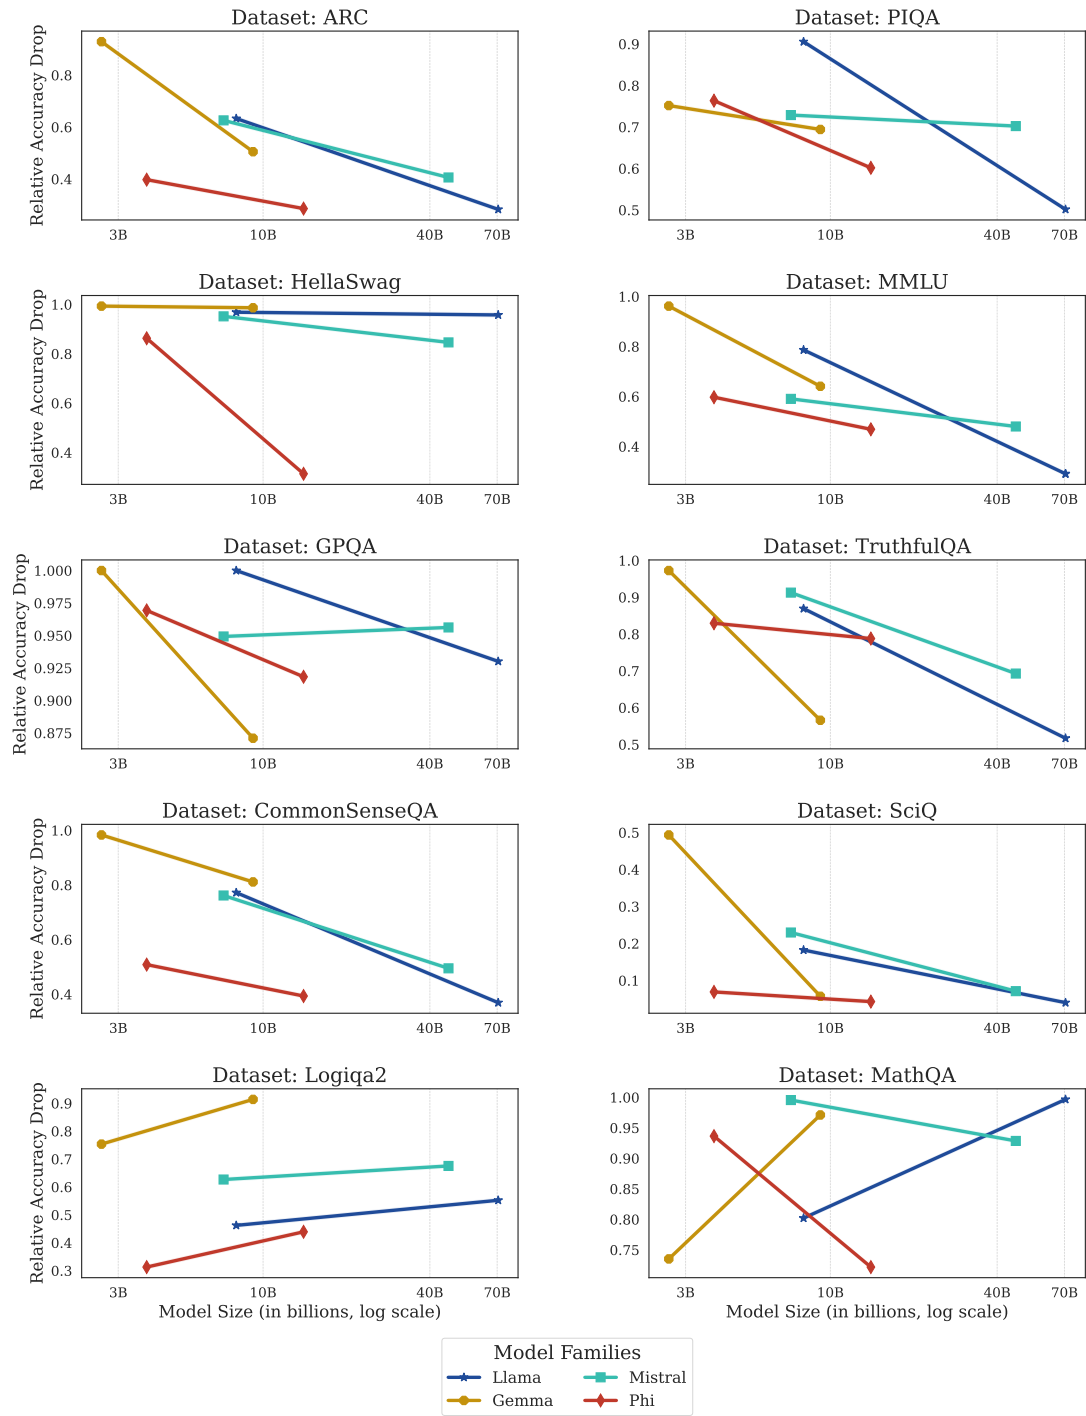 Dataset: ARC
Relative Accuracy Drop
0.8
0.6
0.4
3B 10B 40B 70B
Dataset: PIQA
0.9
0.8
0.7
0.6
0.5
3B 10B 40B 70B
Dataset: HellaSwag
Relative Accuracy Drop
1.0
0.8
0.6
0.4
3B 10B 40B 70B
Dataset: MMLU
1.0
0.8
0.6
0.4
3B 10B 40B 70B
Dataset: GPQA
Relative Accuracy Drop
1.000
0.975
0.950
0.925
0.900
0.875
3B 10B 40B 70B
Dataset: TruthfulQA
1.0
0.9
0.8
0.7
0.6
0.5
3B 10B 40B 70B
Dataset: CommonSenseQA
Relative Accuracy Drop
1.0
0.8
0.6
0.4
3B 10B 40B 70B
Dataset: SciQ
0.5
0.4
0.3
0.2
0.1
3B 10B 40B 70B
Dataset: Logiqa2
Relative Accuracy Drop
0.9
0.8
0.7
0.6
0.5
0.4
0.3
3B 10B 40B 70B
Model Size (in billions, log scale)
Dataset: MathQA
1.00
0.95
0.90
0.85
0.80
0.75
3B 10B 40B 70B
Model Size (in billions, log scale)
Model Families
Llama
Gemma
Mistral
Phi